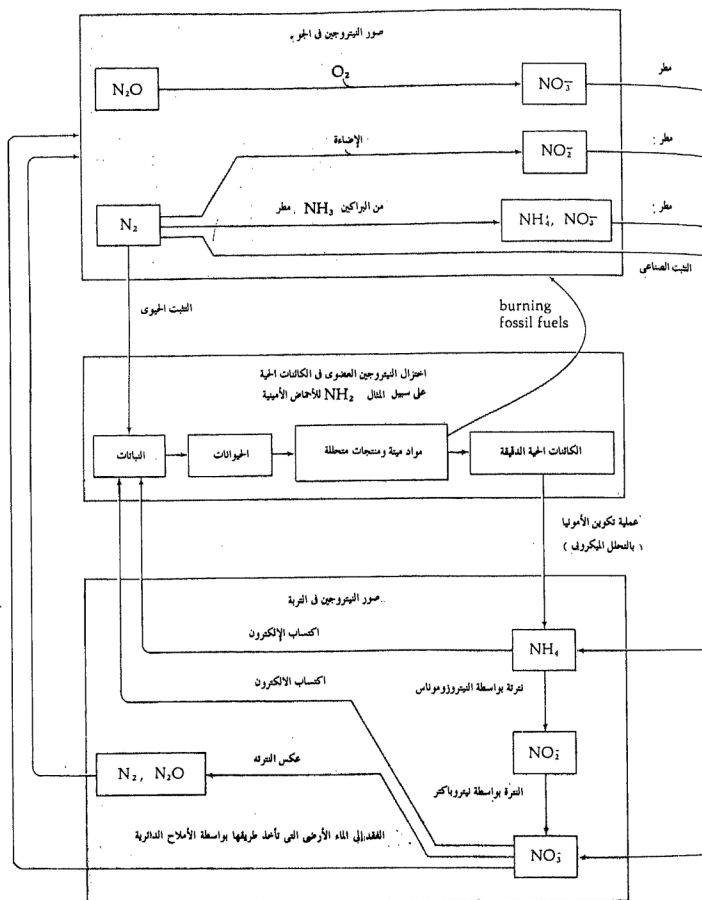 صور النيتروجين فى الجو
N₂O
O₂
NO₃⁻
مطر
الإضاءة
NO₂⁻
مطر
N₂
من البراكين NH₃ مطر
NH₄⁺, NO₃⁻
مطر
التثبت الصناعى
التثبت الحيوى
burning
fossil fuels
اختزال النيتروجين العضوى فى الكائنات الحية
على سبيل المثال NH₂ للأحماض الأمينية
النباتات
الحيوانات
مواد ميتة ومنتجات متحللة
الكائنات الحية الدقيقة
عملية تكوين الأمونيا
( بالتحلل الميكروبى )
صور النيتروجين فى التربة
اكتساب الإلكترون
NH₄
اكتساب الالكترون
نترتة بواسطة النيتروزوموناس
NO₂⁻
عكس النترته
N₂, N₂O
النترة بواسطة نيتروباكتر
الفقد إلى الماء الأرضى التى تأخذ طريقها بواسطة الأملاح الدائرية
NO₃⁻